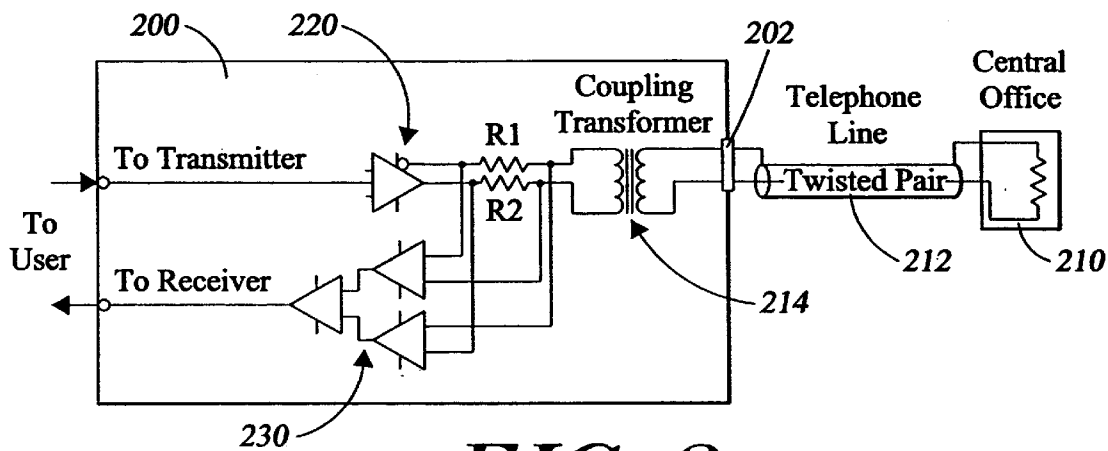 200
220
202
Coupling
Transformer
Telephone
Line
Central
Office
R1
R2
To Transmitter
Twisted Pair
To
User
To Receiver
212
210
214
230